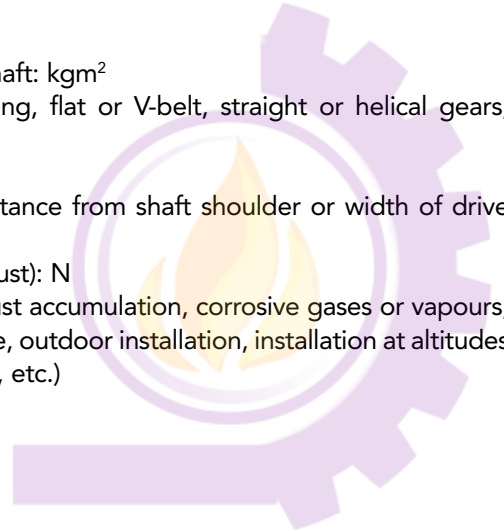 aft: kgm²
ng, flat or V-belt, straight or helical gears,
tance from shaft shoulder or width of drive
ust): N
ust accumulation, corrosive gases or vapours,
e, outdoor installation, installation at altitudes
, etc.)